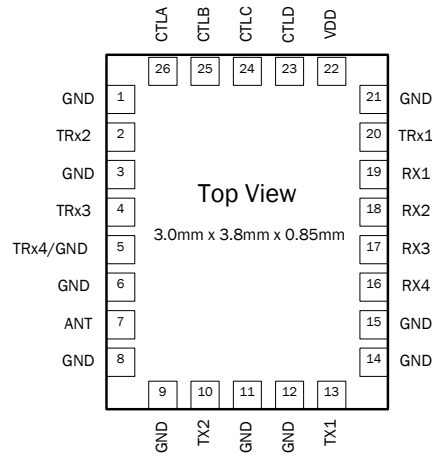 CTLA CTLB CTLC CTLD VDD
26 25 24 23 22
GND 1 21 GND
TRx2 2 20 TRx1
GND 3 19 RX1
TRx3 4 18 RX2
TRx4/GND 5 17 RX3
GND 6 16 RX4
ANT 7 15 GND
GND 8 14 GND
Top View
3.0mm x 3.8mm x 0.85mm
9 10 11 12 13
GND TX2 GND GND TX1